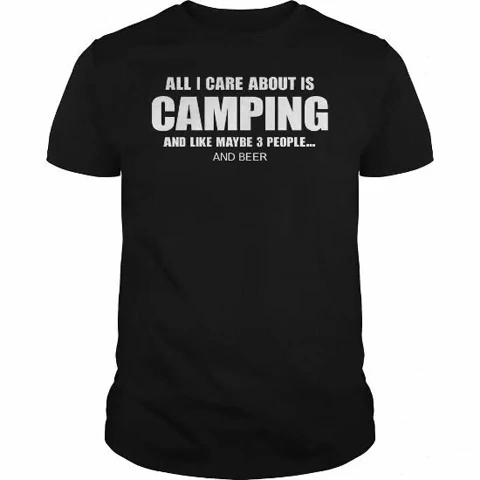 ALL I CARE ABOUT IS
CAMPING
AND LIKE MAYBE 3 PEOPLE...
AND BEER